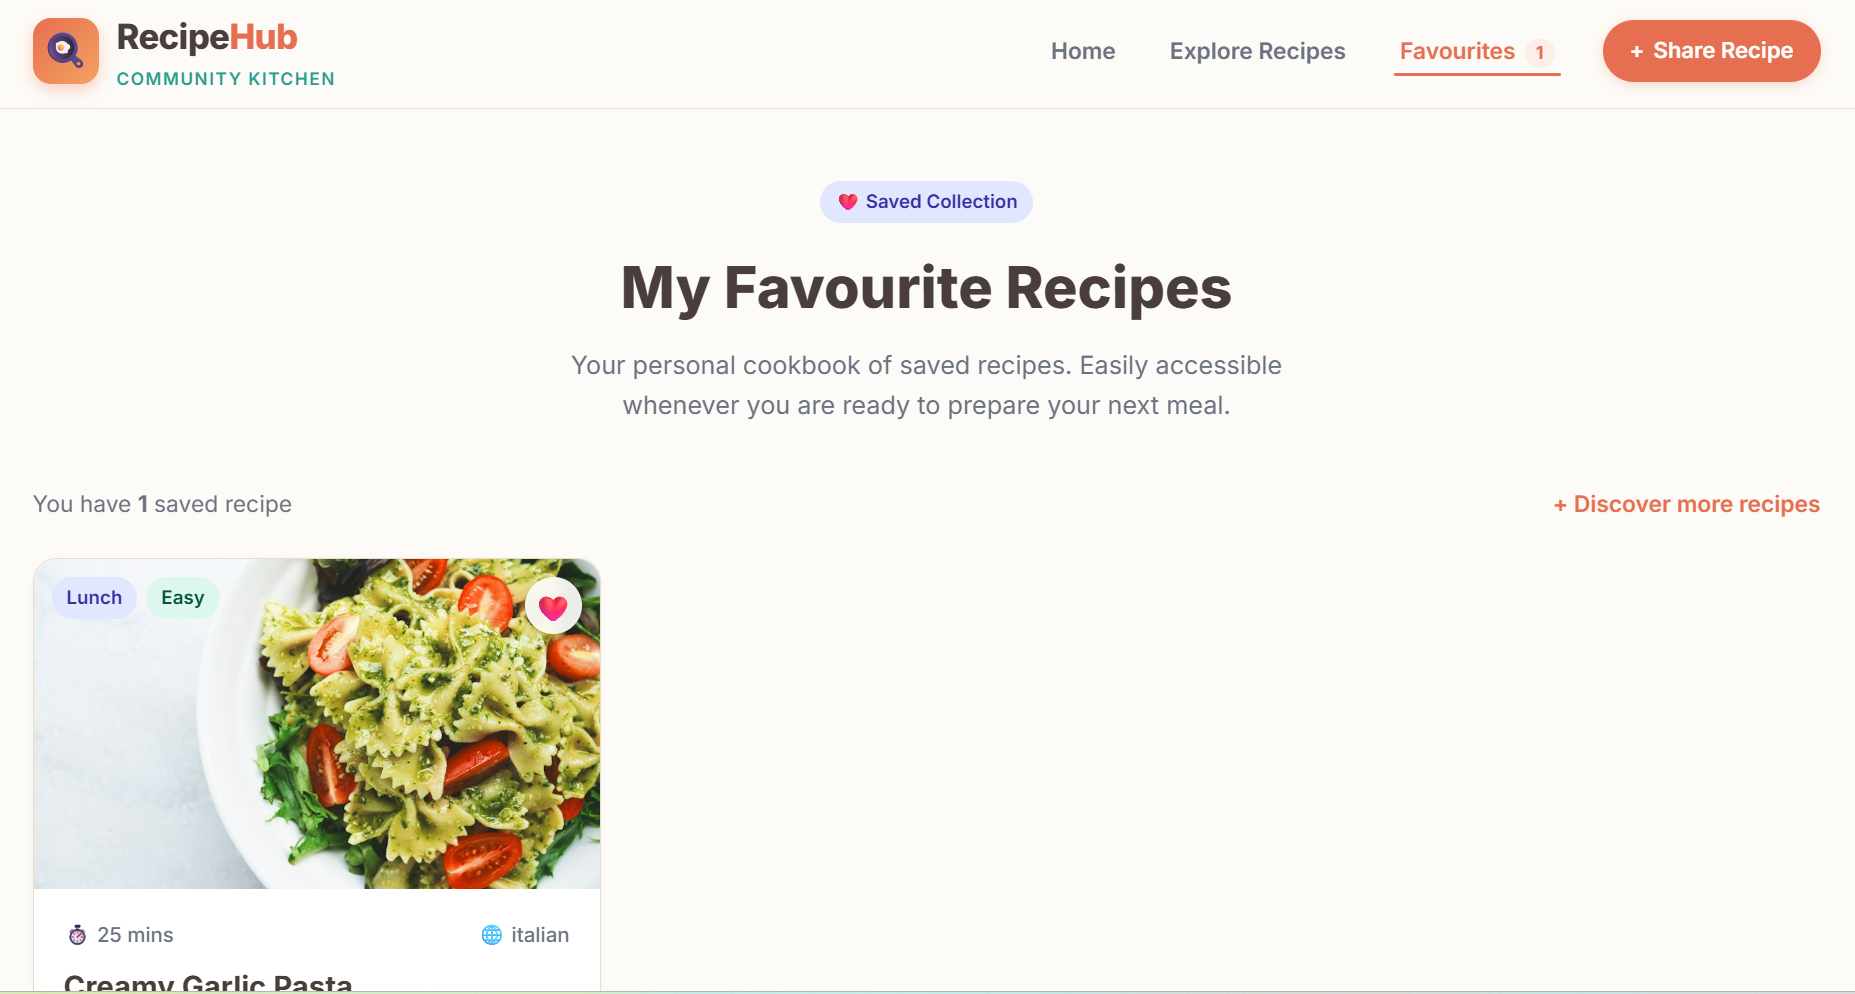 RecipeHub
COMMUNITY KITCHEN
Home
Explore Recipes
Favourites 1
+ Share Recipe
Saved Collection
My Favourite Recipes
Your personal cookbook of saved recipes. Easily accessible
whenever you are ready to prepare your next meal.
You have 1 saved recipe
+ Discover more recipes
Lunch
Easy
25 mins
italian
Creamy Garlic Pasta